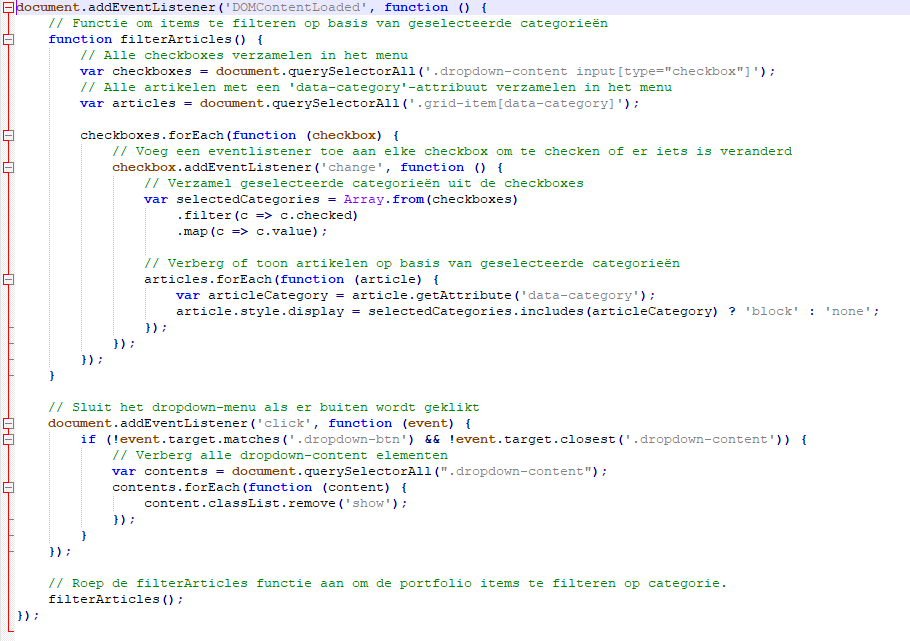 document.addEventListener('DOMContentLoaded', function () {
    // Functie om items te filteren op basis van geselecteerde categorieën
    function filterArticles() {
        // Alle checkboxes verzamelen in het menu
        var checkboxes = document.querySelectorAll('.dropdown-content input[type="checkbox"]');
        // Alle artikelen met een 'data-category'-attribuut verzamelen in het menu
        var articles = document.querySelectorAll('.grid-item[data-category]');

        checkboxes.forEach(function (checkbox) {
            // Voeg een eventlistener toe aan elke checkbox om te checken of er iets is veranderd
            checkbox.addEventListener('change', function () {
                // Verzamel geselecteerde categorieën uit de checkboxes
                var selectedCategories = Array.from(checkboxes)
                    .filter(c => c.checked)
                    .map(c => c.value);

                // Verberg of toon artikelen op basis van geselecteerde categorieën
                articles.forEach(function (article) {
                    var articleCategory = article.getAttribute('data-category');
                    article.style.display = selectedCategories.includes(articleCategory) ? 'block' : 'none';
                });
            });
        });
    }

    // Sluit het dropdown-menu als er buiten wordt geklikt
    document.addEventListener('click', function (event) {
        if (!event.target.matches('.dropdown-btn') && !event.target.closest('.dropdown-content')) {
            // Verberg alle dropdown-content elementen
            var contents = document.querySelectorAll(".dropdown-content");
            contents.forEach(function (content) {
                content.classList.remove('show');
            });
        }
    });

    // Roep de filterArticles functie aan om de portfolio items te filteren op categorie.
    filterArticles();
});